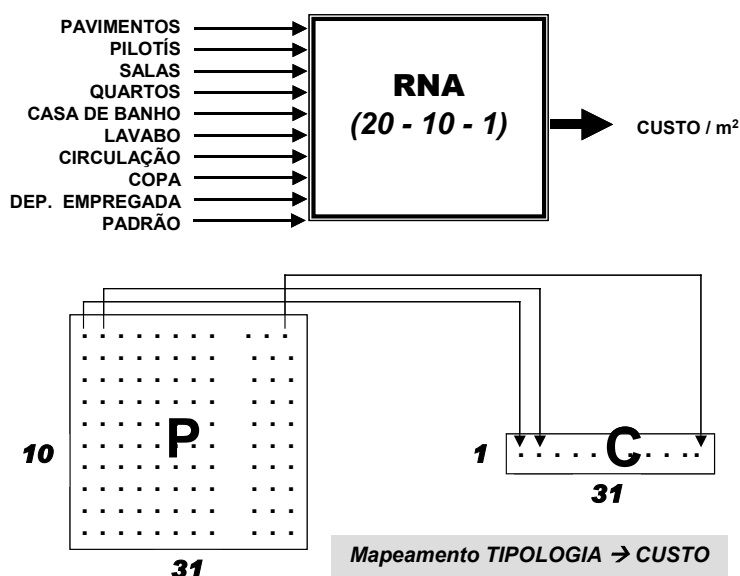 PAVIMENTOS
PILOTÍS
SALAS
QUARTOS
CASA DE BANHO
LAVABO
CIRCULAÇÃO
COPA
DEP. EMPREGADA
PADRÃO
RNA
(20 - 10 - 1)
CUSTO / m²
P
10
31
C
1
31
Mapeamento TIPOLOGIA → CUSTO